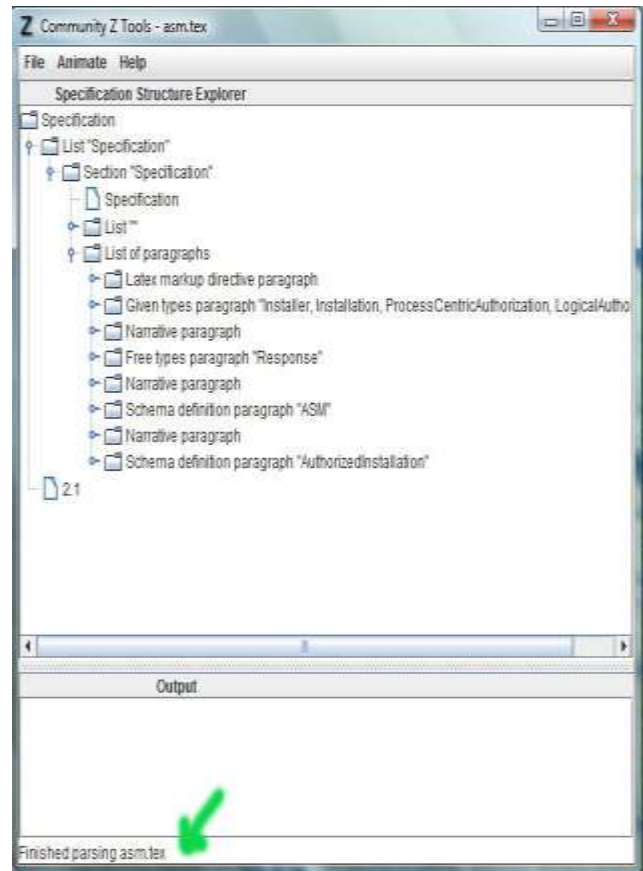 Z Community Z Tools - asm.tex
File Animate Help
Specification Structure Explorer
Specification
List "Specification"
Section "Specification"
Specification
List ""
List of paragraphs
Latex markup directive paragraph
Given types paragraph "Installer, Installation, ProcessCentricAuthorization, LogicalAutho
Narrative paragraph
Free types paragraph "Response"
Narrative paragraph
Schema definition paragraph "ASM"
Narrative paragraph
Schema definition paragraph "AuthorizedInstallation"
2.1
Output
Finished parsing asm.tex